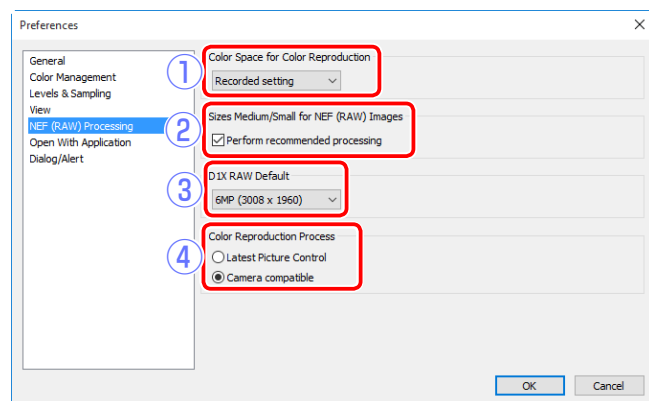 Preferences
General
Color Management
Levels & Sampling
View
NEF (RAW) Processing
Open With Application
Dialog/Alert
1
Color Space for Color Reproduction
Recorded setting
2
Sizes Medium/Small for NEF (RAW) Images
Perform recommended processing
3
D1X RAW Default
6MP (3008 x 1960)
4
Color Reproduction Process
Latest Picture Control
Camera compatible
OK Cancel